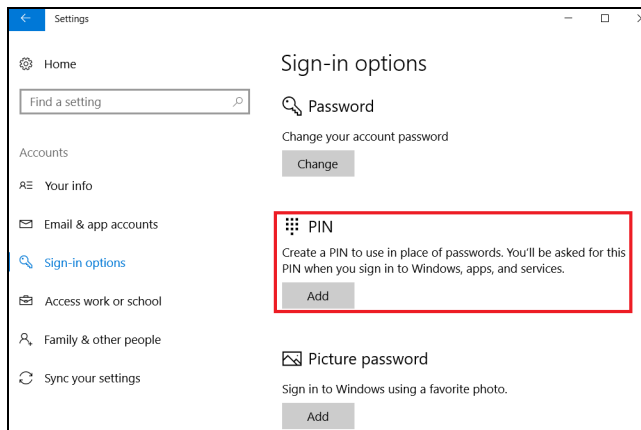 Settings
Home
Find a setting
Accounts
Your info
Email & app accounts
Sign-in options
Access work or school
Family & other people
Sync your settings
Sign-in options
Password
Change your account password
Change
PIN
Create a PIN to use in place of passwords. You'll be asked for this
PIN when you sign in to Windows, apps, and services.
Add
Picture password
Sign in to Windows using a favorite photo.
Add